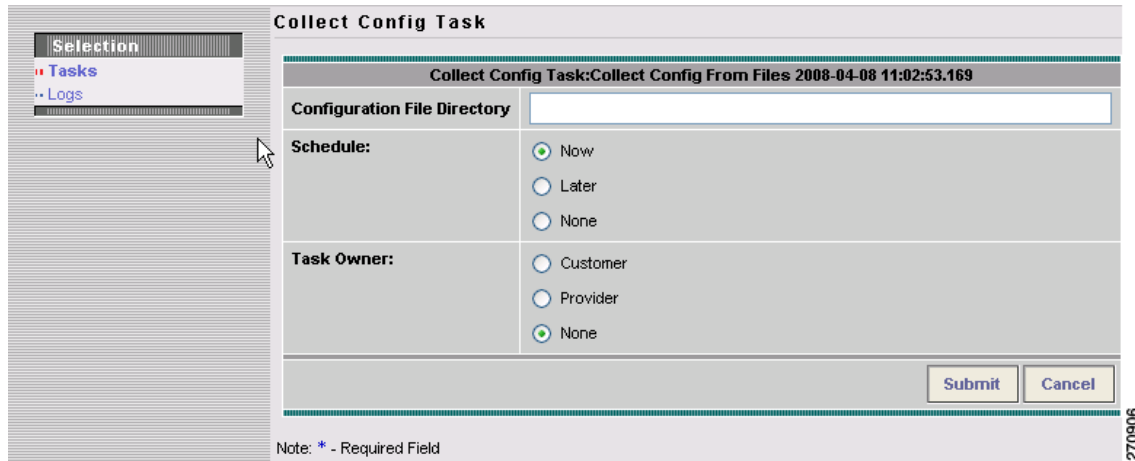 Collect Config Task
Selection
Tasks
Logs
Collect Config Task:Collect Config From Files 2008-04-08 11:02:53.169
Configuration File Directory
Schedule:
Now
Later
None
Task Owner:
Customer
Provider
None
Submit
Cancel
Note: * - Required Field
270906